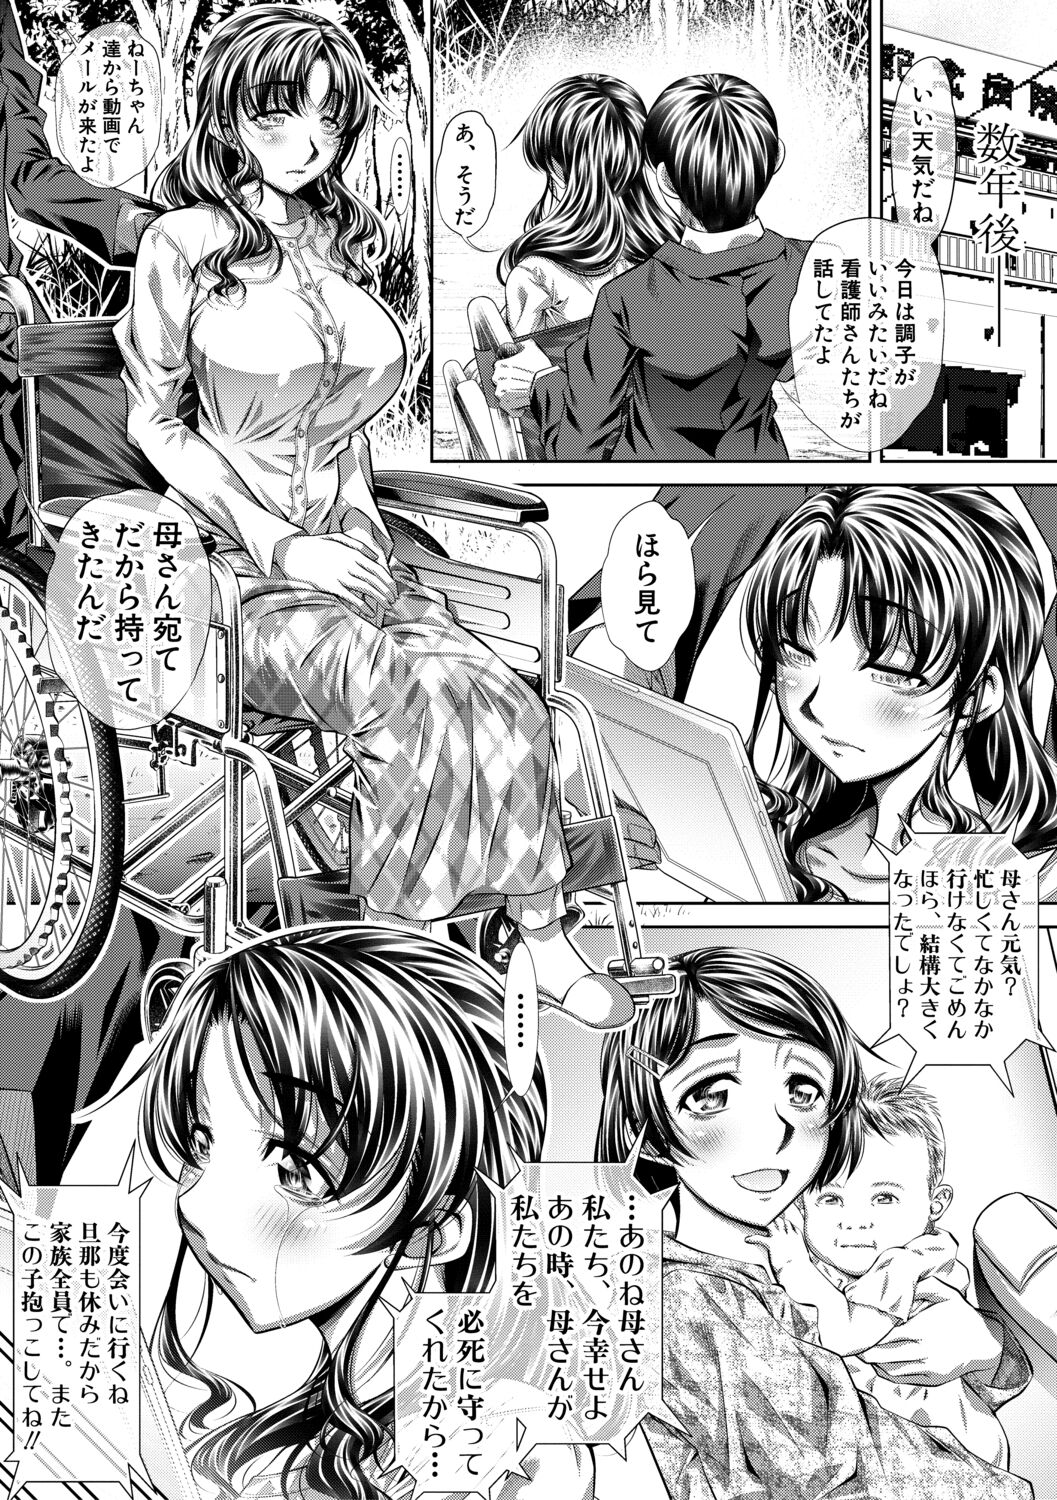 数年後
いい天気だね
今日は調子が
いいみたいだね
看護師さんたちが
話してたよ
あ、そうだ
ねーちゃん
達から動画で
メールが来たよ
……
母さん宛て
だから持って
きたんだ
ほら見て
母さん元気?
忙しくてなかなか
行けなくてごめん
ほら、結構大きく
なったでしょ?
……
…あのね母さん
私たち、今幸せよ
あの時、母さんが
私たちを
必死に守って
くれたから…
今度会いに行くね
旦那も休みだから
家族全員で…。また
この子抱っこしてね!!